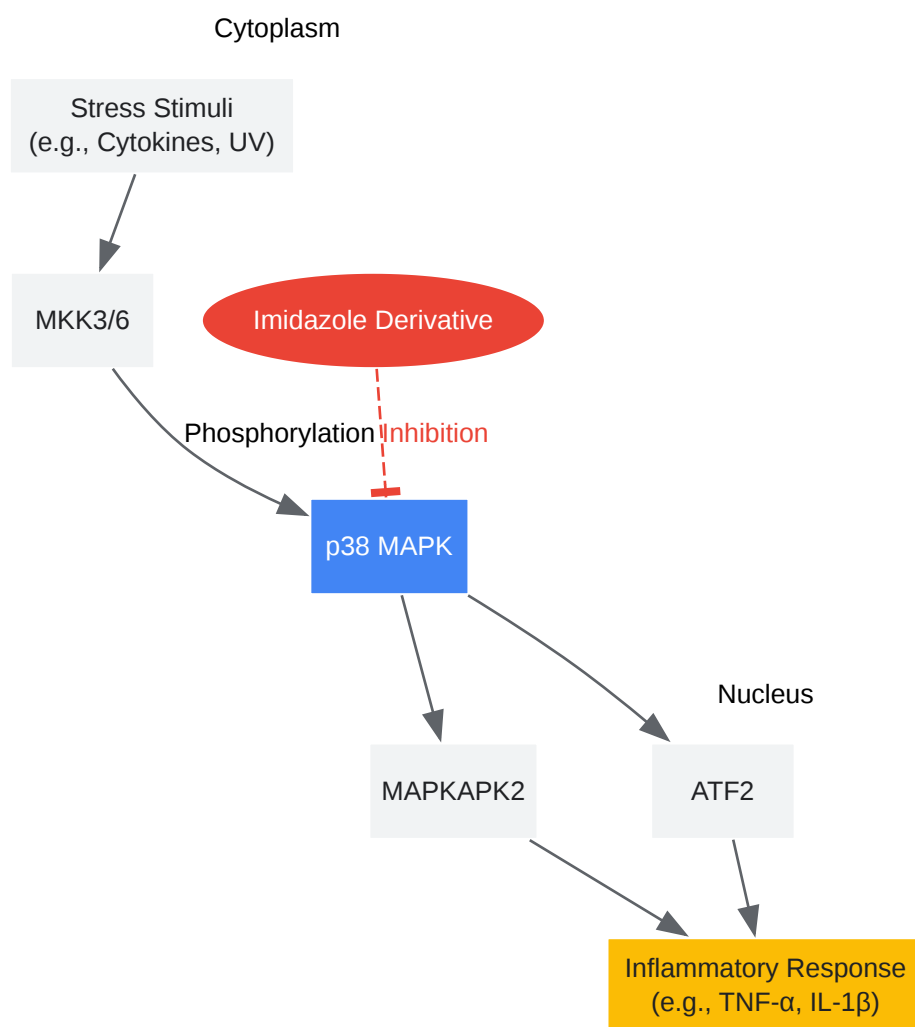 Cytoplasm
Stress Stimuli
(e.g., Cytokines, UV)
MKK3/6
Imidazole Derivative
Phosphorylation
Inhibition
p38 MAPK
Nucleus
MAPKAPK2
ATF2
Inflammatory Response
(e.g., TNF-α, IL-1β)